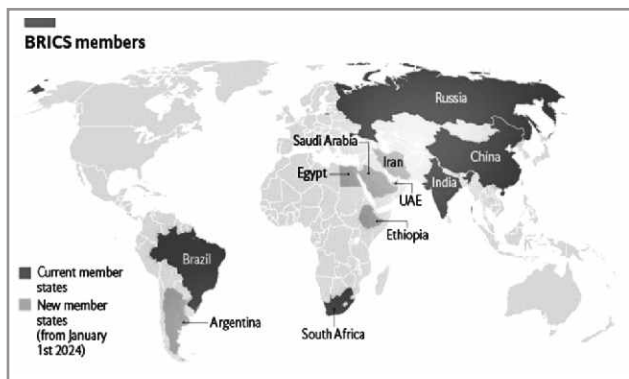 BRICS members
Russia
Saudi Arabia
China
Iran
Egypt
India
UAE
Ethiopia
Brazil
Current member
states
New member
states
(from January
1st 2024)
Argentina
South Africa